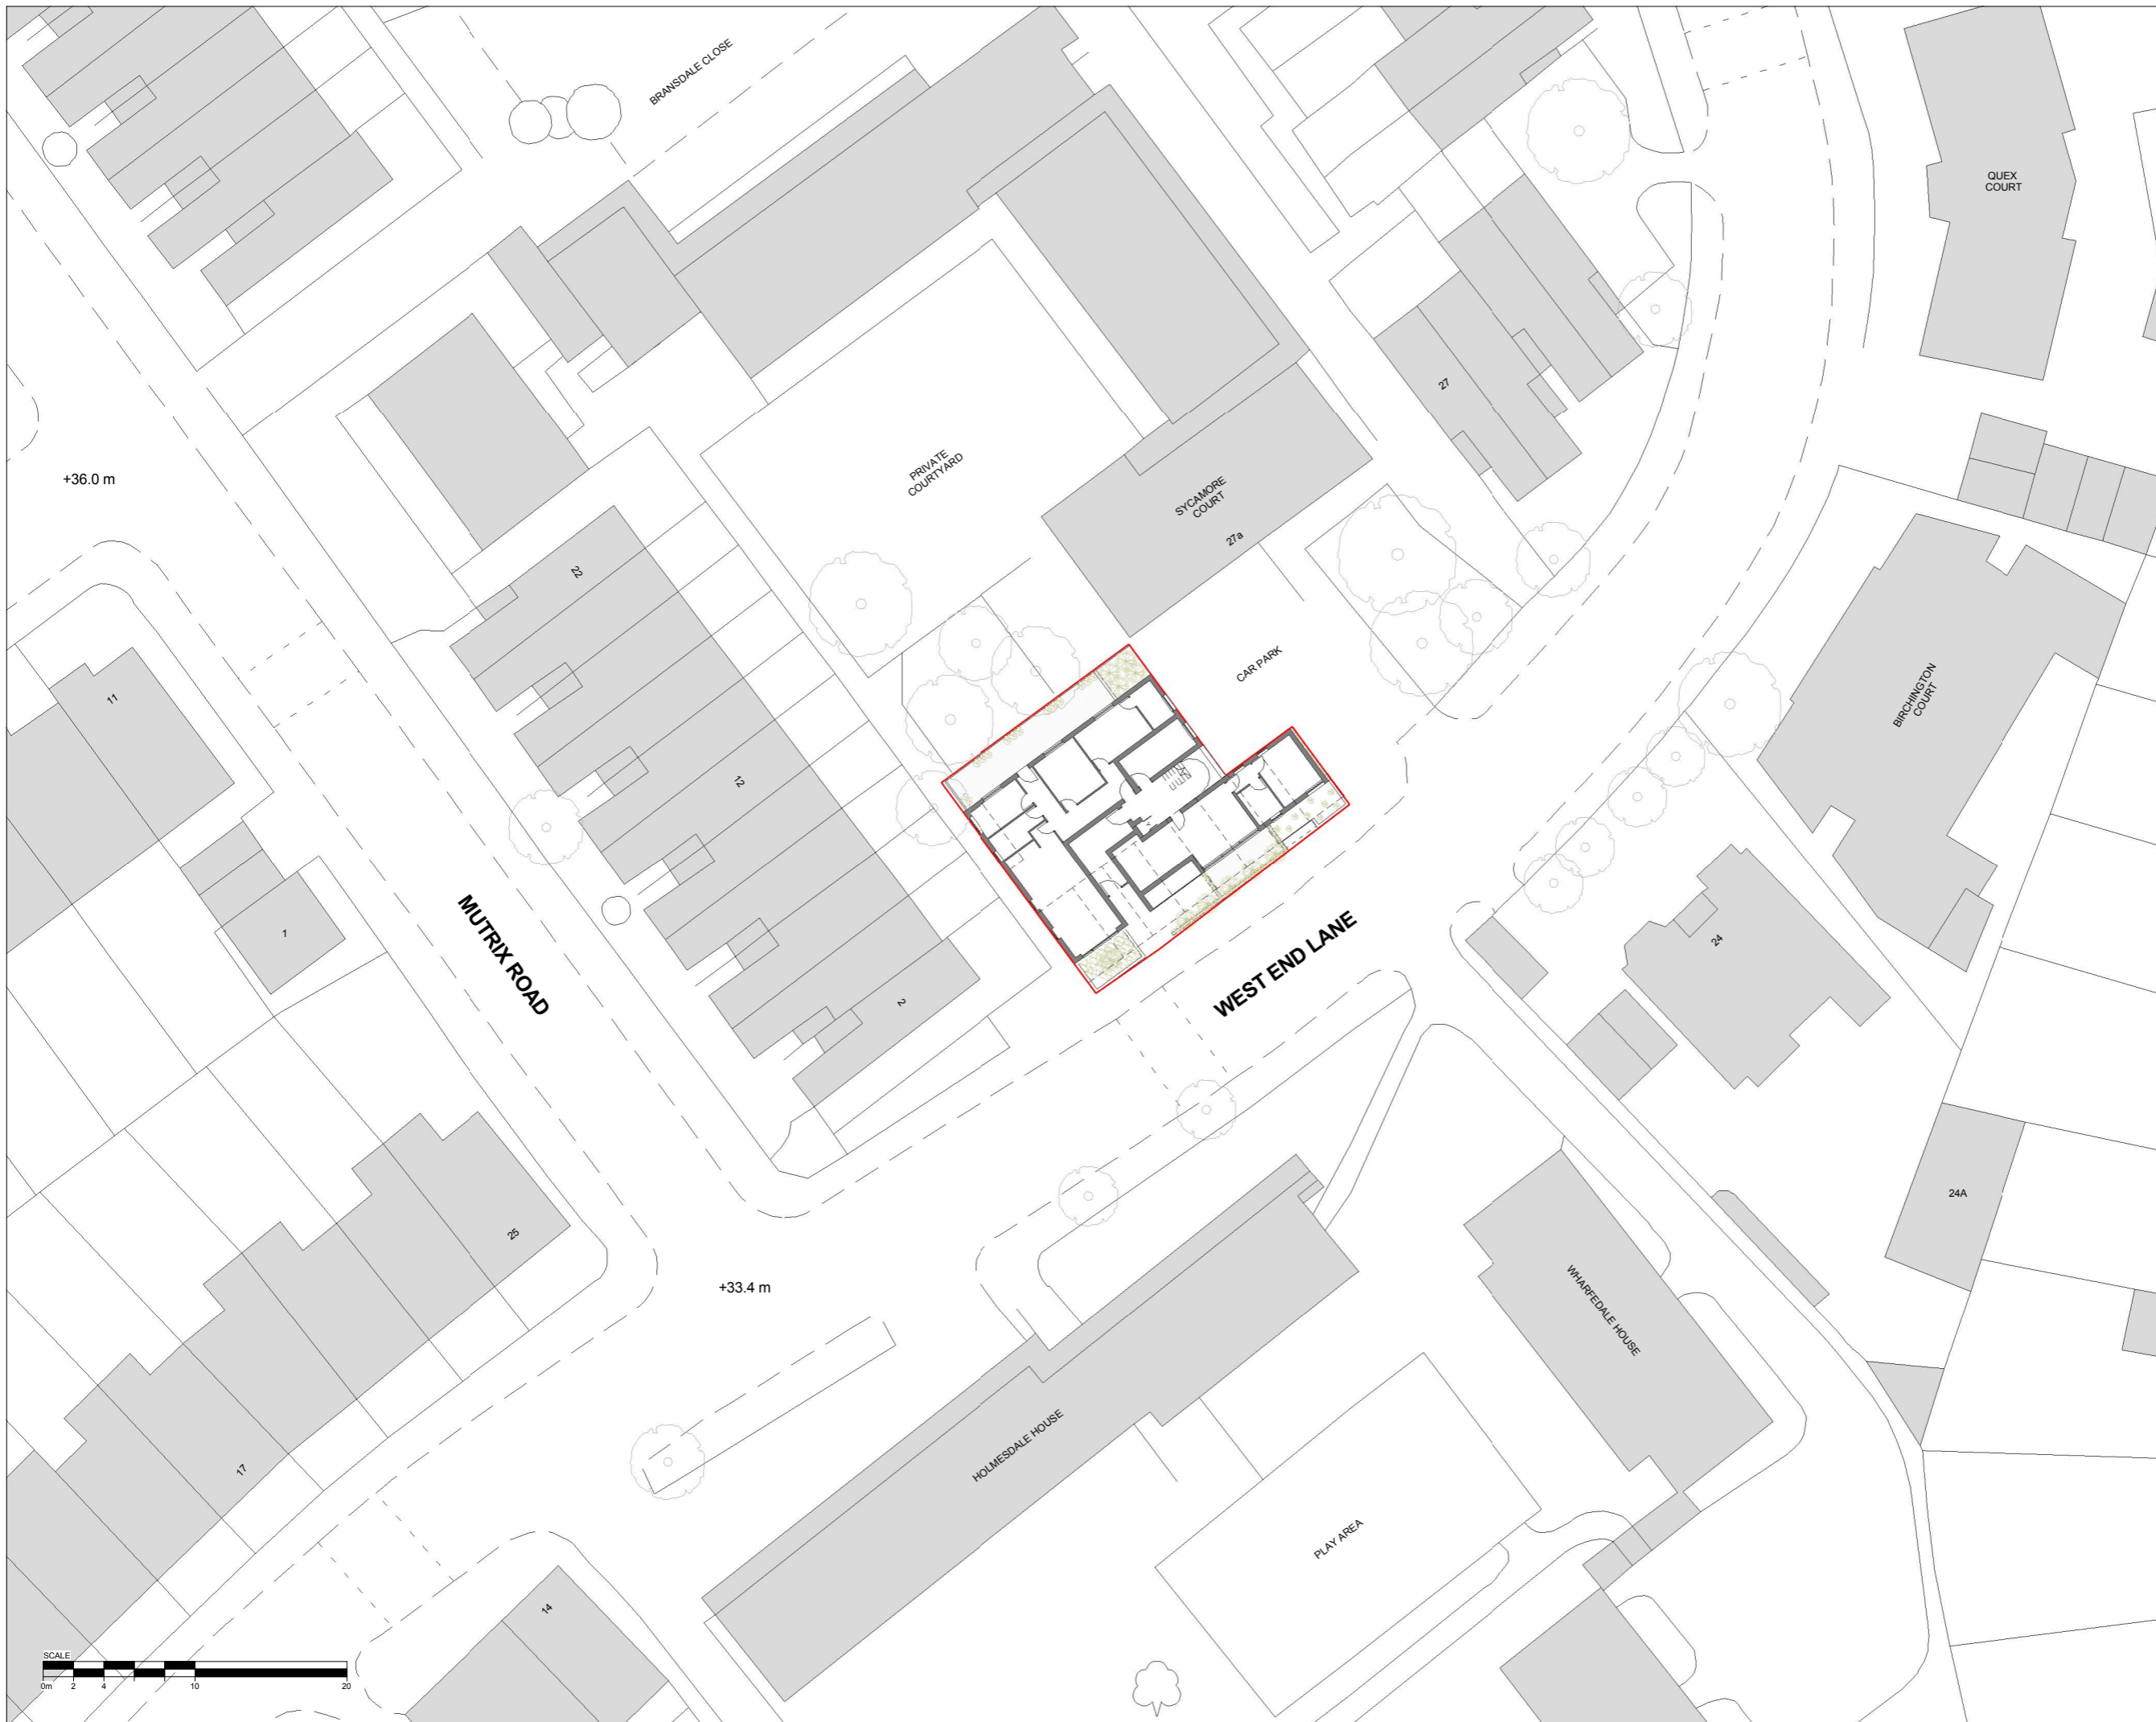 BRANSDALE CLOSE
QUEX
COURT
27
+36.0 m
PRIVATE
COURTYARD
SYCAMORE
COURT
27a
22
CAR PARK
11
BIRCHINGTON
COURT
12
1
MUTRIX ROAD
WEST END LANE
24
2
24A
25
+33.4 m
WHARFEDALE HOUSE
HOLMESDALE HOUSE
17
PLAY AREA
14
SCALE
0m 2 4 10 20